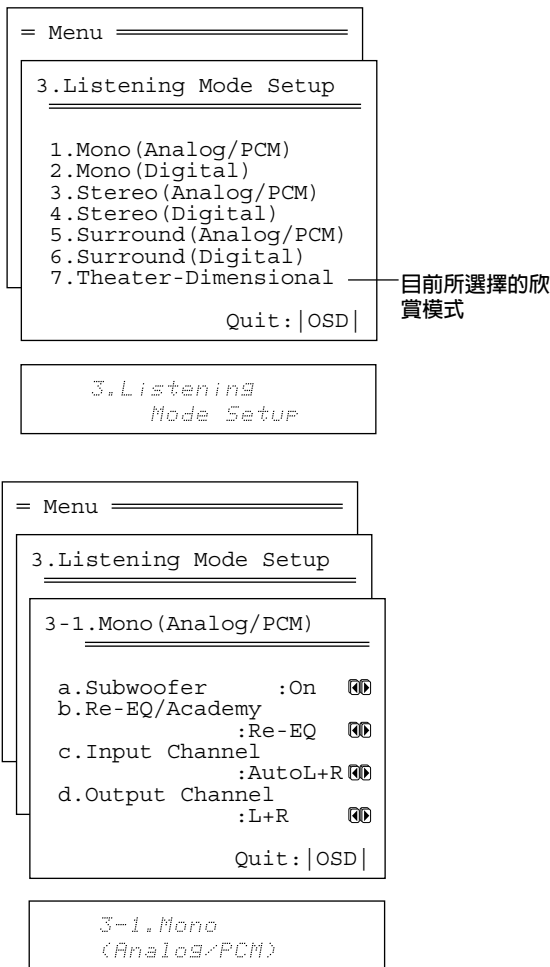 = Menu
3.Listening Mode Setup
1.Mono(Analog/PCM)
2.Mono(Digital)
3.Stereo(Analog/PCM)
4.Stereo(Digital)
5.Surround(Analog/PCM)
6.Surround(Digital)
7.Theater-Dimensional
目前所選擇的欣
賞模式
Quit:|OSD|
3.Listening
Mode Setup
= Menu
3.Listening Mode Setup
3-1.Mono(Analog/PCM)
a.Subwoofer :On
b.Re-EQ/Academy
:Re-EQ
c.Input Channel
:AutoL+R
d.Output Channel
:L+R
Quit:|OSD|
3-1.Mono
(Analog/PCM)